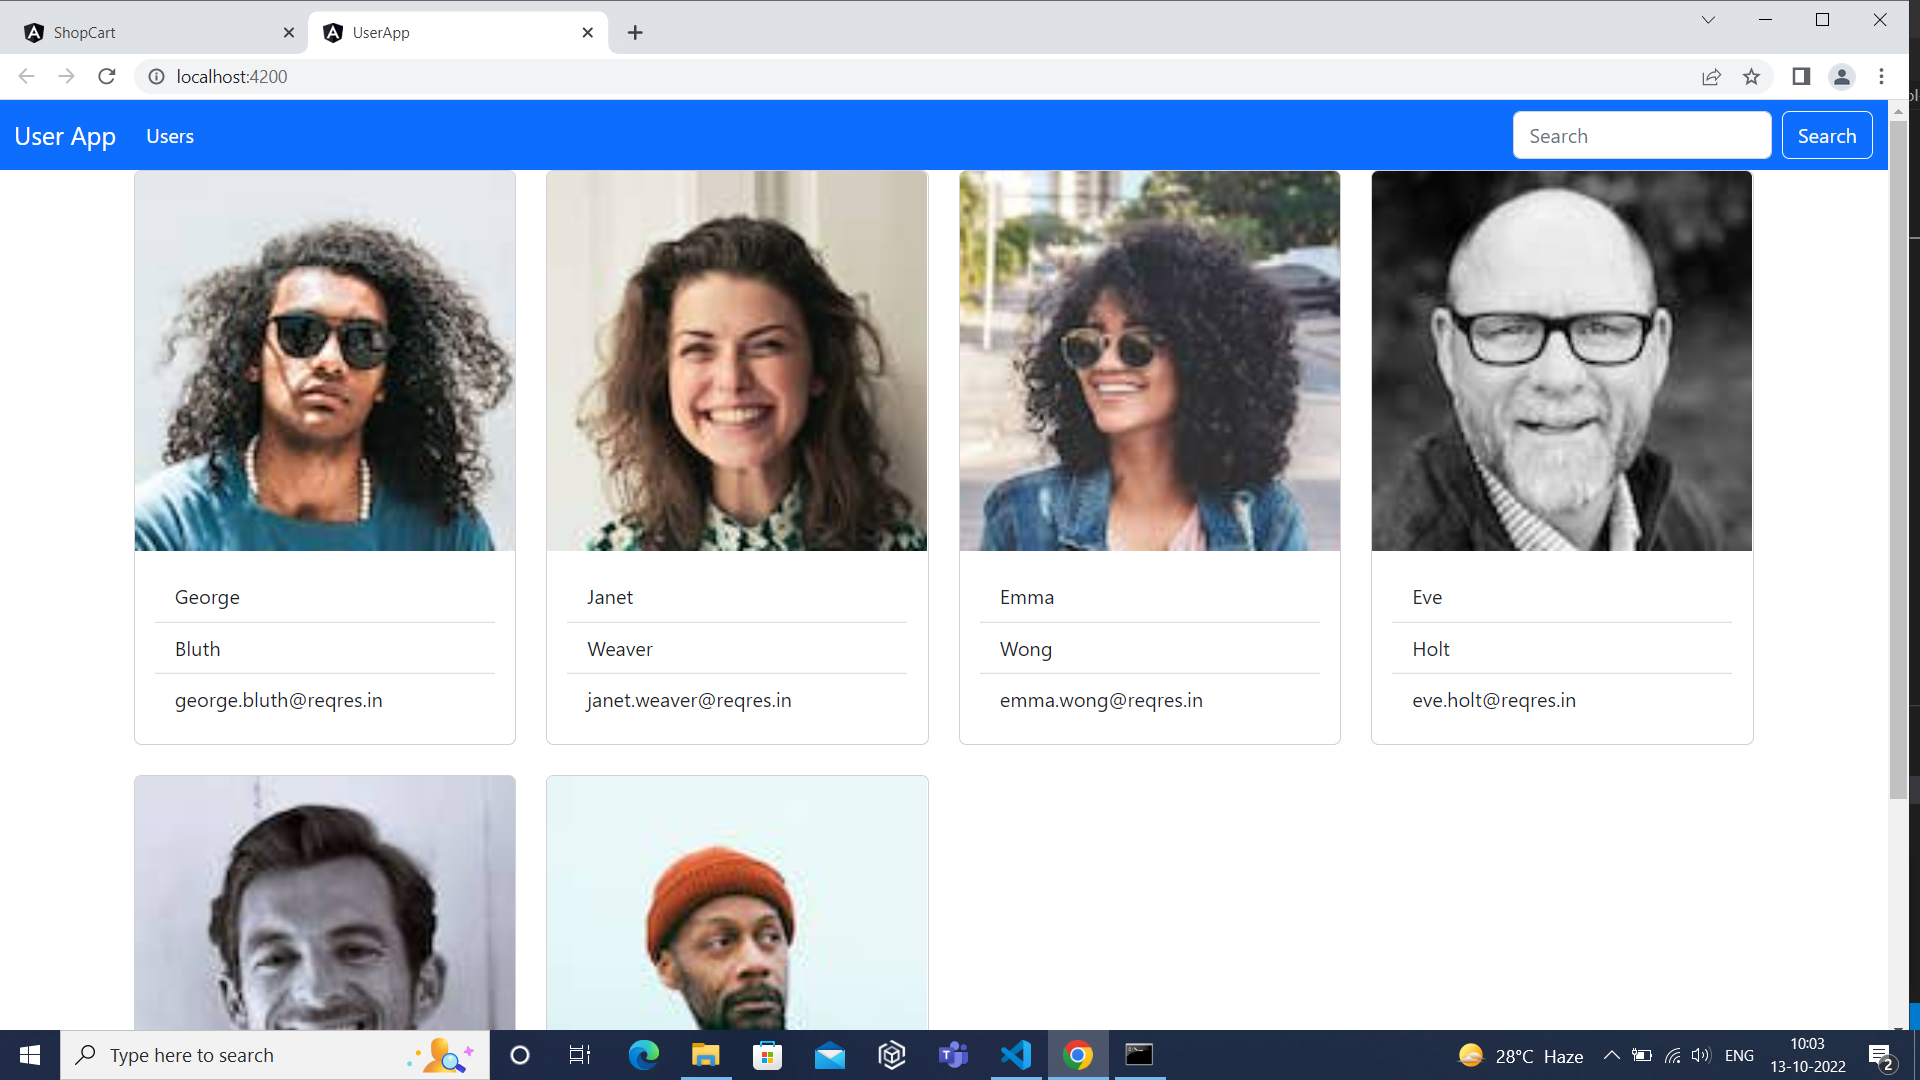 ShopCart
UserApp
localhost:4200
User App
Users
Search
Search
George
Bluth
george.bluth@reqres.in
Janet
Weaver
janet.weaver@reqres.in
Emma
Wong
emma.wong@reqres.in
Eve
Holt
eve.holt@reqres.in
Type here to search
28°C Haze
ENG
10:03
13-10-2022
2